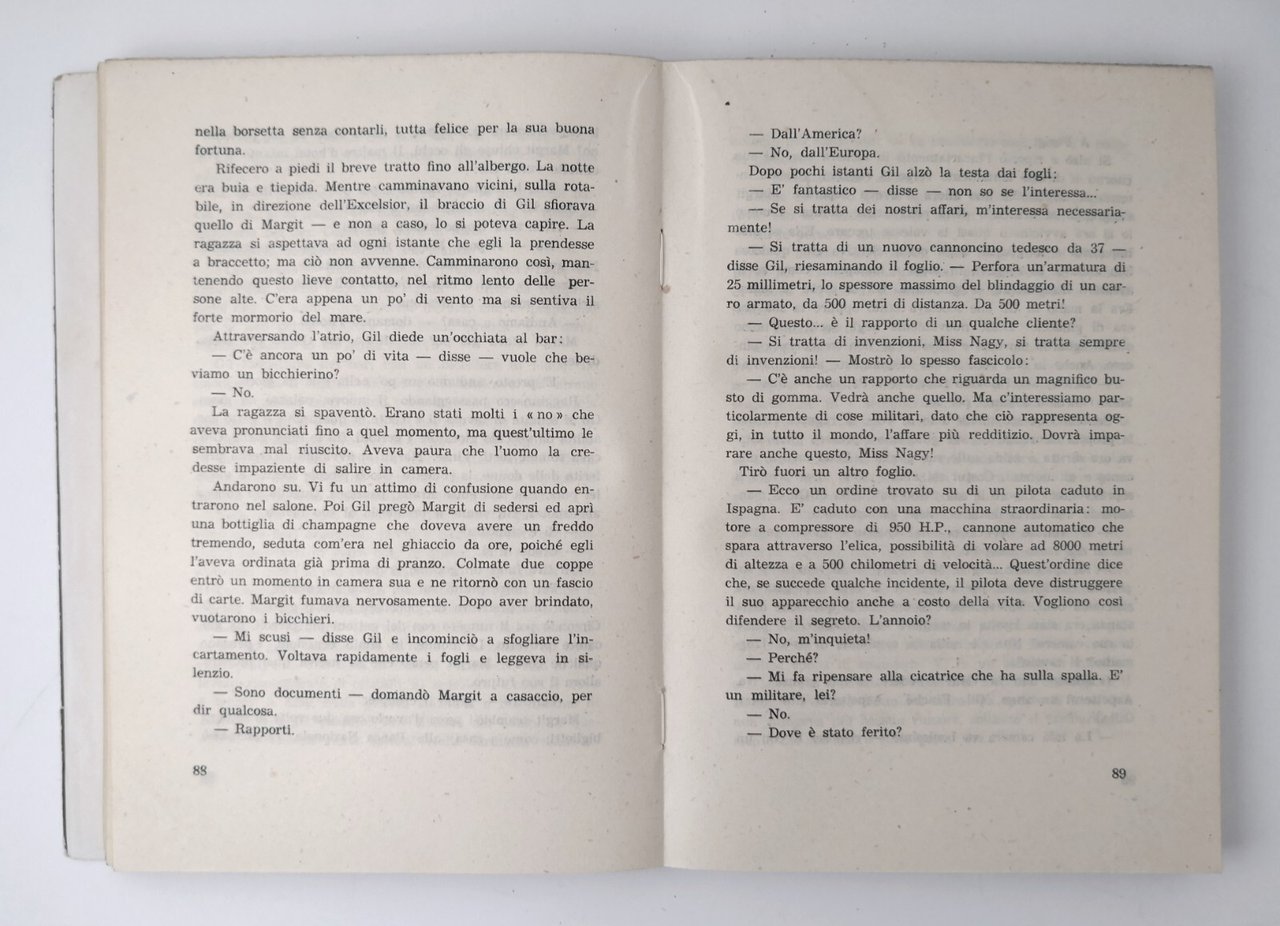 nella borsetta senza contarli, tutta felice per la sua buona
fortuna.
Rifecero a piedi il breve tratto fino all'albergo. La notte
era buia e tiepida. Mentre camminavano vicini, sulla rota-
bile, in direzione dell'Excelsior, il braccio di Gil sfiorava
quello di Margit — e non a caso, lo si poteva capire. La
ragazza si aspettava ad ogni istante che egli la prendesse
a braccetto; ma ciò non avvenne. Camminarono così, man-
tenendo questo lieve contatto, nel ritmo lento delle per-
sone alte. C'era appena un po' di vento ma si sentiva il
forte mormorio del mare.
Attraversando l'atrio, Gil diede un'occhiata al bar:
— C'è ancora un po' di vita — disse — vuole che be-
viamo un bicchierino?
— No.
La ragazza si spaventò. Erano stati molti i « no » che
aveva pronunciati fino a quel momento, ma quest'ultimo le
sembrava mal riuscito. Aveva paura che l'uomo la cre-
desse impaziente di salire in camera.
Andarono su. Vi fu un attimo di confusione quando en-
trarono nel salone. Poi Gil pregò Margit di sedersi ed aprì
una bottiglia di champagne che doveva avere un freddo
tremendo, seduta com'era nel ghiaccio da ore, poiché egli
l'aveva ordinata già prima di pranzo. Colmate due coppe
entrò un momento in camera sua e ne ritornò con un fascio
di carte. Margit fumava nervosamente. Dopo aver brindato,
vuotarono i bicchieri.
— Mi scusi — disse Gil e incominciò a sfogliare l'in-
cartamento. Voltava rapidamente i fogli e leggeva in si-
lenzio.
— Sono documenti — domandò Margit a casaccio, per
dir qualcosa.
— Rapporti.
88
— Dall'America?
— No, dall'Europa.
Dopo pochi istanti Gil alzò la testa dai fogli:
— E' fantastico — disse — non so se l'interessa...
— Se si tratta dei nostri affari, m'interessa necessaria-
mente!
— Si tratta di un nuovo cannoncino tedesco da 37 —
disse Gil, riesaminando il foglio. — Perfora un'armatura di
25 millimetri, lo spessore massimo del blindaggio di un car-
ro armato, da 500 metri di distanza. Da 500 metri!
— Questo... è il rapporto di un qualche cliente?
— Si tratta di invenzioni, Miss Nagy, si tratta sempre
di invenzioni! — Mostrò lo spesso fascicolo:
— C'è anche un rapporto che riguarda un magnifico bu-
sto di gomma. Vedrà anche quello. Ma c'interessiamo par-
ticolarmente di cose militari, dato che ciò rappresenta og-
gi, in tutto il mondo, l'affare più redditizio. Dovrà impa-
rare anche questo, Miss Nagy!
Tirò fuori un altro foglio.
— Ecco un ordine trovato su di un pilota caduto in
Ispagna. E' caduto con una macchina straordinaria: mo-
tore a compressore di 950 H.P., cannone automatico che
spara attraverso l'elica, possibilità di volare ad 8000 metri
di altezza e a 500 chilometri di velocità... Quest'ordine dice
che, se succede qualche incidente, il pilota deve distruggere
il suo apparecchio anche a costo della vita. Vogliono così
difendere il segreto. L'annoio?
— No, m'inquieta!
— Perché?
— Mi fa ripensare alla cicatrice che ha sulla spalla. E'
un militare, lei?
— No.
— Dove è stato ferito?
89